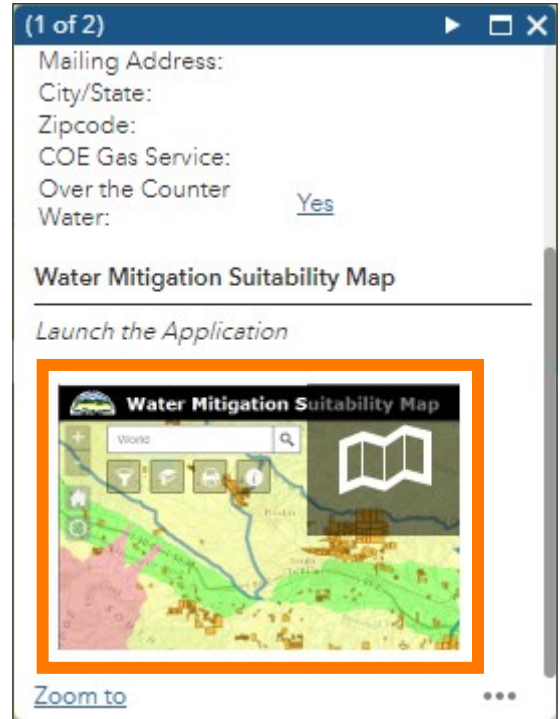 (1 of 2)
Mailing Address:
City/State:
Zipcode:
COE Gas Service:
Over the Counter
Water:
Yes
Water Mitigation Suitability Map
Launch the Application
Water Mitigation Suitability Map
World
Zoom to